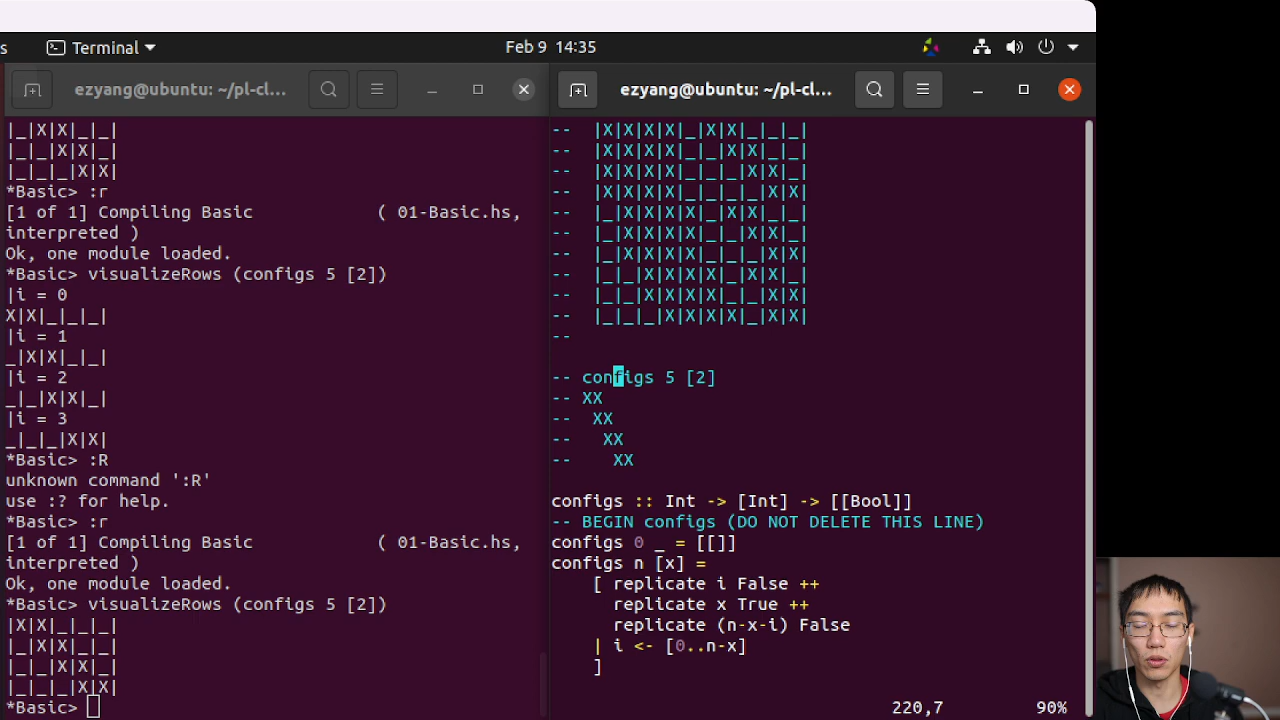 s Terminal Feb 9 14:35
ezyang@ubuntu: ~/pl-cl...
|_|X|X|_|_|
|_|_|X|X|_|
|_|_|_|X|X|
*Basic> :r
[1 of 1] Compiling Basic            ( 01-Basic.hs,
interpreted )
Ok, one module loaded.
*Basic> visualizeRows (configs 5 [2])
|i = 0
X|X|_|_|_|
|i = 1
_|X|X|_|_|
|i = 2
_|_|X|X|_|
|i = 3
_|_|_|X|X|
*Basic> :R
unknown command ':R'
use :? for help.
*Basic> :r
[1 of 1] Compiling Basic            ( 01-Basic.hs,
interpreted )
Ok, one module loaded.
*Basic> visualizeRows (configs 5 [2])
|X|X|_|_|_|
|_|X|X|_|_|
|_|_|X|X|_|
|_|_|_|X|X|
*Basic>
ezyang@ubuntu: ~/pl-cl...
--  |X|X|X|X|_|X|X|_|_|_|
--  |X|X|X|X|_|_|X|X|_|_|
--  |X|X|X|X|_|_|_|X|X|_|
--  |X|X|X|X|_|_|_|_|X|X|
--  |_|X|X|X|X|_|X|X|_|_|
--  |_|X|X|X|X|_|_|X|X|_|
--  |_|X|X|X|X|_|_|_|X|X|
--  |_|_|X|X|X|X|_|X|X|_|
--  |_|_|X|X|X|X|_|_|X|X|
--  |_|_|_|X|X|X|X|_|X|X|
--
-- configs 5 [2]
-- XX
--  XX
--   XX
--    XX
configs :: Int -> [Int] -> [[Bool]]
-- BEGIN configs (DO NOT DELETE THIS LINE)
configs 0 _ = [[]]
configs n [x] =
    [ replicate i False ++
      replicate x True ++
      replicate (n-x-i) False
    | i <- [0..n-x]
    ]
220,7 90%